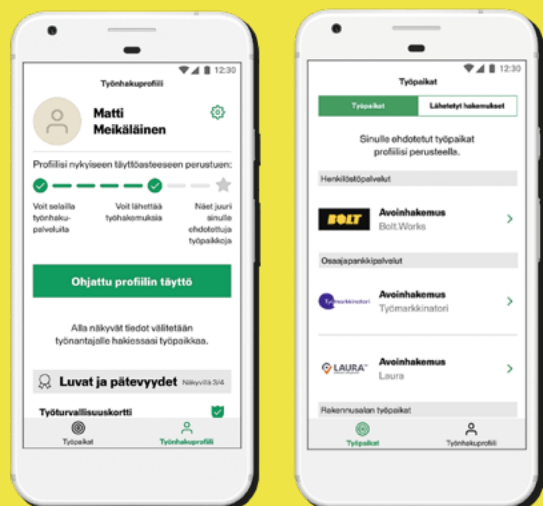 12:30
Työnhakuprofiili
Matti
Meikäläinen
Profiilisi nykyiseen täyttöasteeseen perustuen:
Voit selailla
työnhaku-
palveluita
Voit lähettää
työhakemuksia
Näet juuri
sinulle
ehdotettuja
työpaikkoja
Ohjattu profiilin täyttö
Alla näkyvät tiedot välitetään
työnantajalle hakiessasi työpaikkaa.
Luvat ja pätevyydet Näkyvillä 3/4
Työturvallisuuskortti
Työpaikat
Työnhakuprofiili
12:30
Työpaikat
Työpaikat
Lähetetyt hakemukset
Sinulle ehdotetut työpaikat
profiilisi perusteella.
Henkilöstöpalvelut
BOLT
Avoinhakemus
Bolt.Works
Osaajapankkipalvelut
Työmarkkinatori
Avoinhakemus
Työmarkkinatori
LAURA™
Avoinhakemus
Laura
Rakennusalan työpaikat
Työpaikat
Työnhakuprofiili